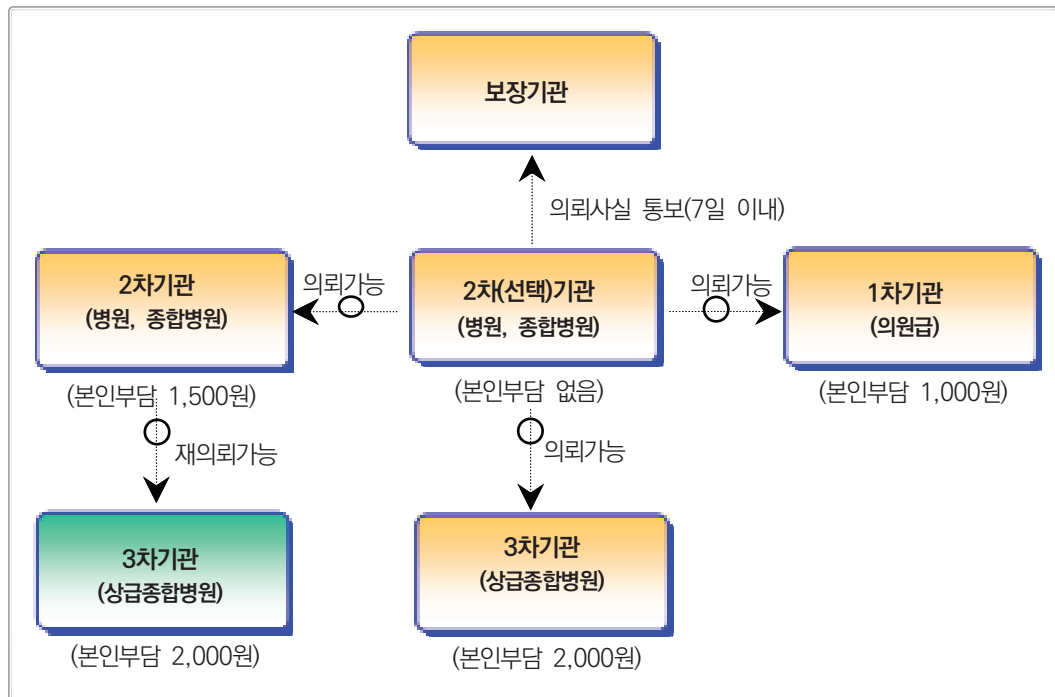 보장기관
의뢰사실 통보(7일 이내)
2차기관
(병원, 종합병원)
의뢰가능
2차(선택)기관
(병원, 종합병원)
의뢰가능
1차기관
(의원급)
(본인부담 1,500원)
(본인부담 없음)
(본인부담 1,000원)
재의뢰가능
의뢰가능
3차기관
(상급종합병원)
3차기관
(상급종합병원)
(본인부담 2,000원)
(본인부담 2,000원)